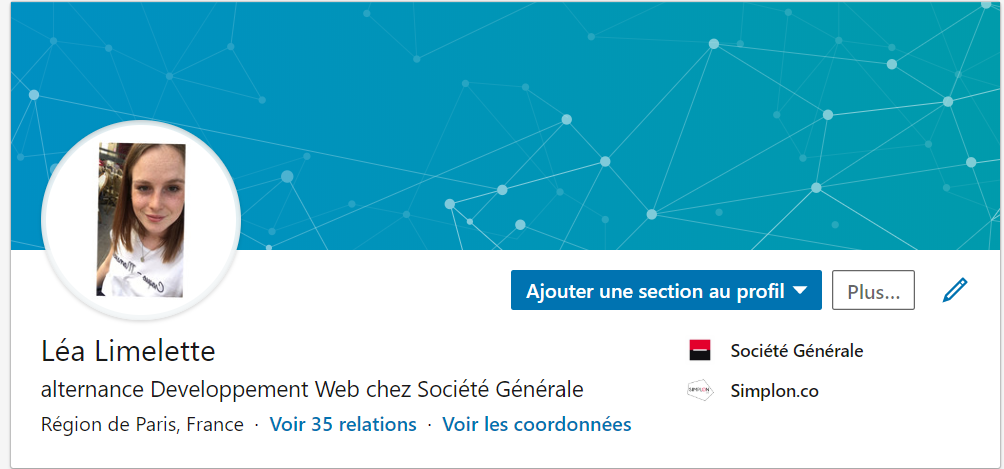 Ajouter une section au profil
Plus...
Léa Limelette
Société Générale
alternance Developpement Web chez Société Générale
SIMPLON
Simplon.co
Région de Paris, France · Voir 35 relations · Voir les coordonnées